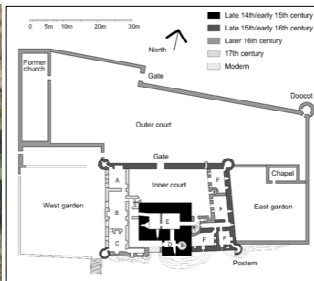 0 5m 10m 20m 30m
North
Late 14th/early 15th century
Late 15th/early 16th century
Later 16th century
17th century
Modern
Former
church
Gate
Doocot
Outer court
Gate
Chapel
A
Inner court
F
West garden
B
E
F
East garden
C
D
F
F
Postern